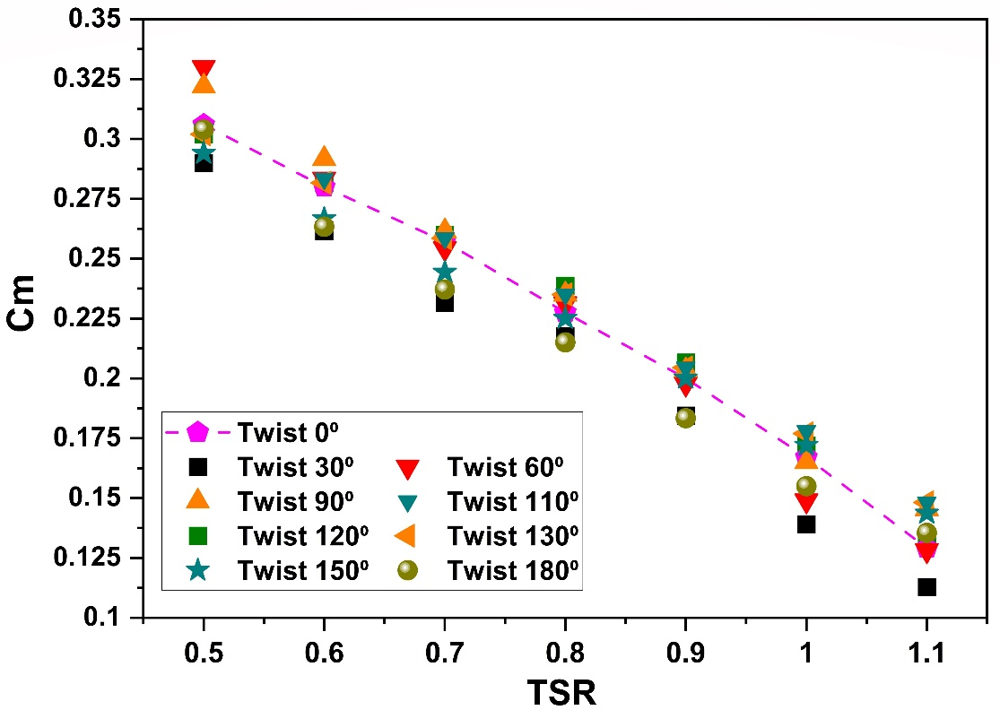 0.35
0.325
0.3
0.275
0.25
0.225
0.2
0.175
0.15
0.125
0.1
Cm
Twist 0º
Twist 30º Twist 60º
Twist 90º Twist 110º
Twist 120º Twist 130º
Twist 150º Twist 180º
0.5 0.6 0.7 0.8 0.9 1 1.1
TSR